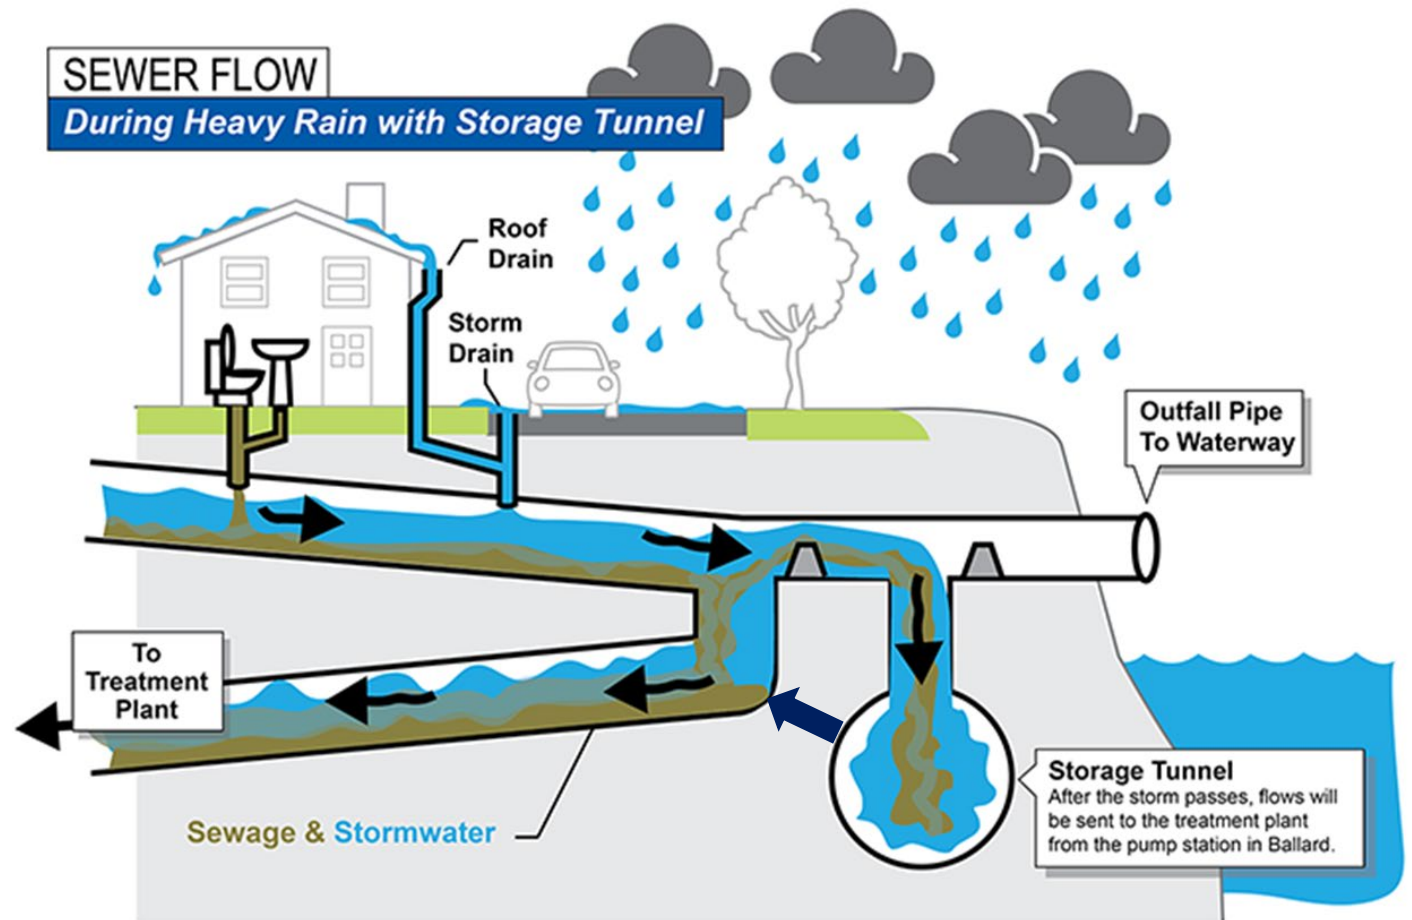 SEWER FLOW
During Heavy Rain with Storage Tunnel
Roof
Drain
Storm
Drain
Outfall Pipe
To Waterway
To
Treatment
Plant
Sewage & Stormwater
Storage Tunnel
After the storm passes, flows will
be sent to the treatment plant
from the pump station in Ballard.